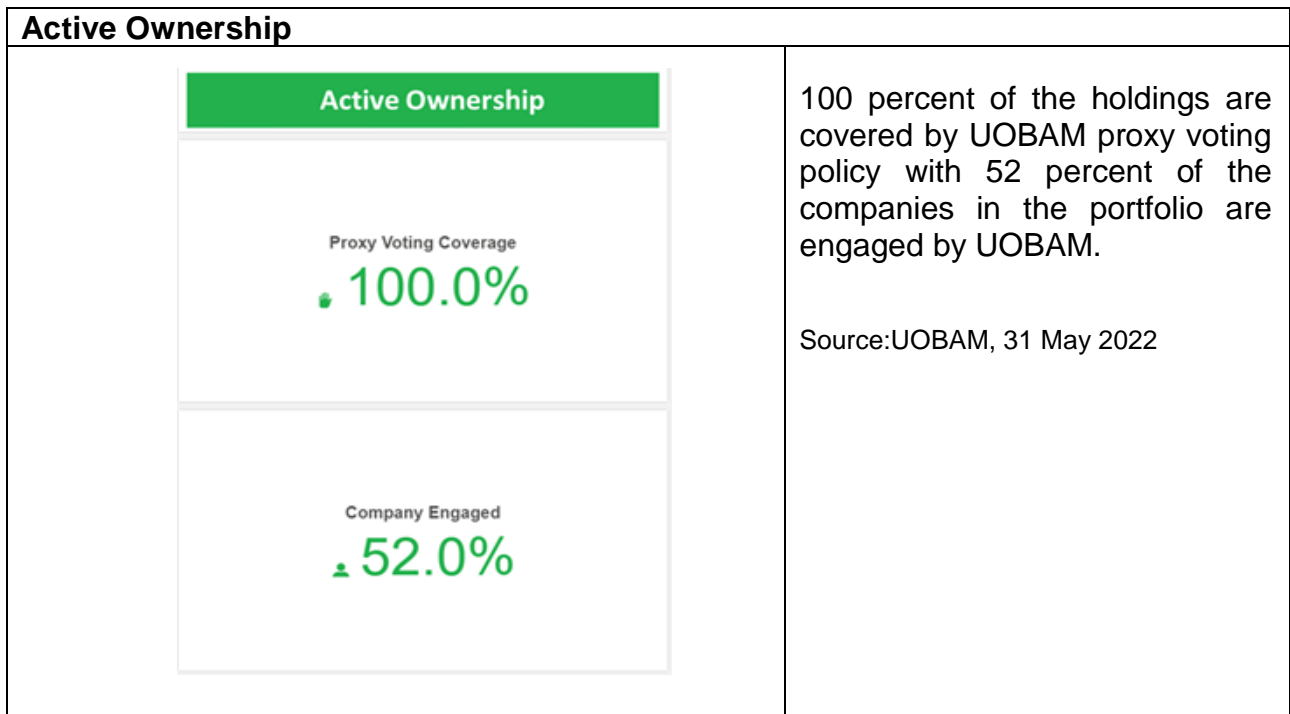 Active Ownership
Active Ownership
Proxy Voting Coverage
100.0%
Company Engaged
52.0%
100 percent of the holdings are
covered by UOBAM proxy voting
policy with 52 percent of the
companies in the portfolio are
engaged by UOBAM.
Source:UOBAM, 31 May 2022